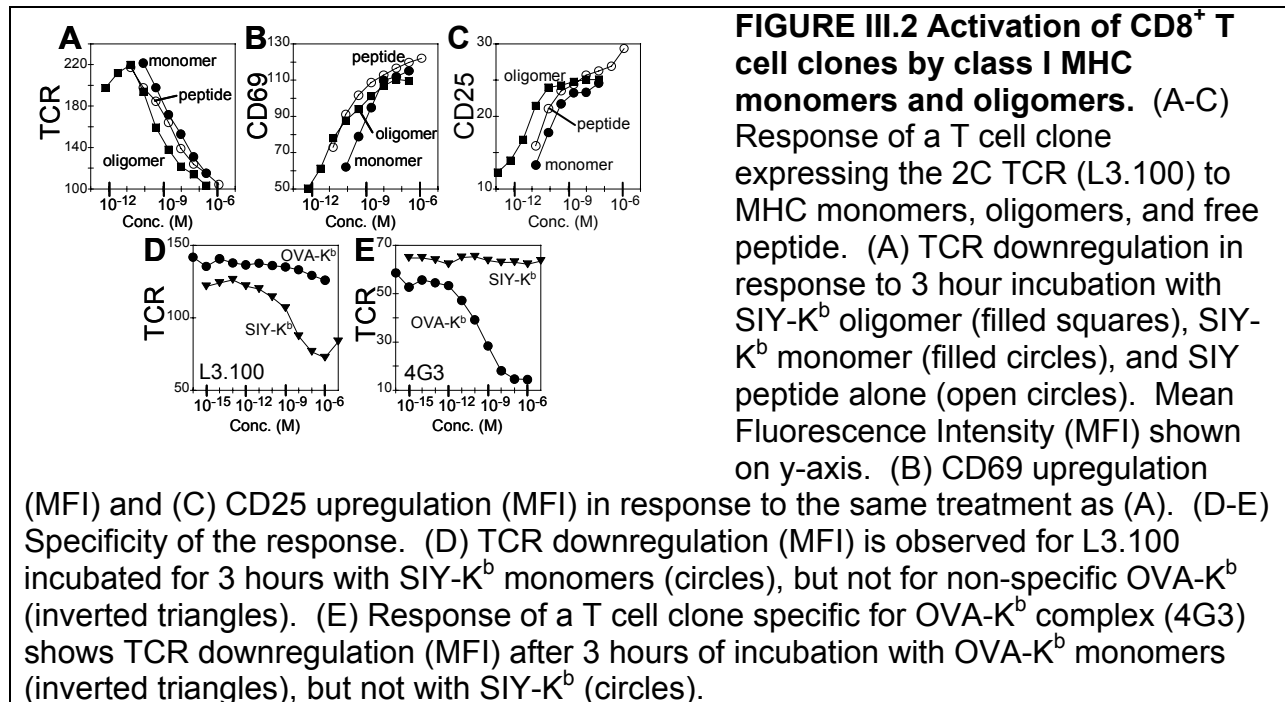 A
220
180
140
100
TCR
monomer
peptide
oligomer
10-12 10-9 10-6
Conc. (M)
B
130
110
90
70
50
CD69
peptide
oligomer
monomer
10-12 10-9 10-6
Conc. (M)
C
30
20
10
CD25
oligomer
peptide
monomer
10-12 10-9 10-6
Conc. (M)
D
150
100
50
TCR
OVA-Kb
SIY-Kb
L3.100
10-15 10-12 10-9 10-6
Conc. (M)
E
70
50
30
10
TCR
SIY-Kb
OVA-Kb
4G3
10-15 10-12 10-9 10-6
Conc. (M)
FIGURE III.2 Activation of CD8+ T
cell clones by class I MHC
monomers and oligomers. (A-C)
Response of a T cell clone
expressing the 2C TCR (L3.100) to
MHC monomers, oligomers, and free
peptide. (A) TCR downregulation in
response to 3 hour incubation with
SIY-Kb oligomer (filled squares), SIY-
Kb monomer (filled circles), and SIY
peptide alone (open circles). Mean
Fluorescence Intensity (MFI) shown
on y-axis. (B) CD69 upregulation
(MFI) and (C) CD25 upregulation (MFI) in response to the same treatment as (A). (D-E)
Specificity of the response. (D) TCR downregulation (MFI) is observed for L3.100
incubated for 3 hours with SIY-Kb monomers (circles), but not for non-specific OVA-Kb
(inverted triangles). (E) Response of a T cell clone specific for OVA-Kb complex (4G3)
shows TCR downregulation (MFI) after 3 hours of incubation with OVA-Kb monomers
(inverted triangles), but not with SIY-Kb (circles).